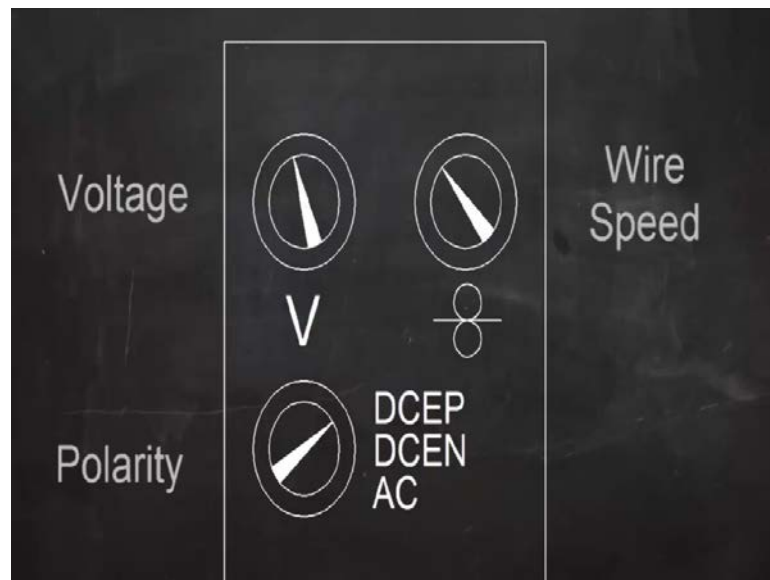 Voltage
Wire
Speed
V
DCEP
DCEN
AC
Polarity